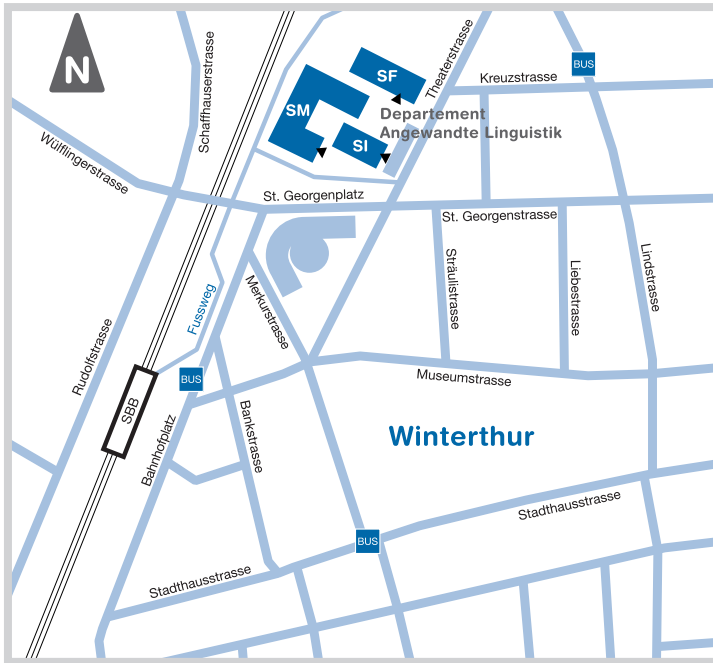 N
Schaffhauserstrasse
Theaterstrasse
BUS
SF
Kreuzstrasse
SM
Departement
Angewandte Linguistik
SI
Wülflingerstrasse
St. Georgenplatz
St. Georgenstrasse
Sträulistrasse
Liebestrasse
Lindstrasse
Merkurstrasse
Fussweg
Rudolfstrasse
BUS
Museumstrasse
SBB
Bahnhofplatz
Bankstrasse
Winterthur
Stadthausstrasse
BUS
Stadthausstrasse